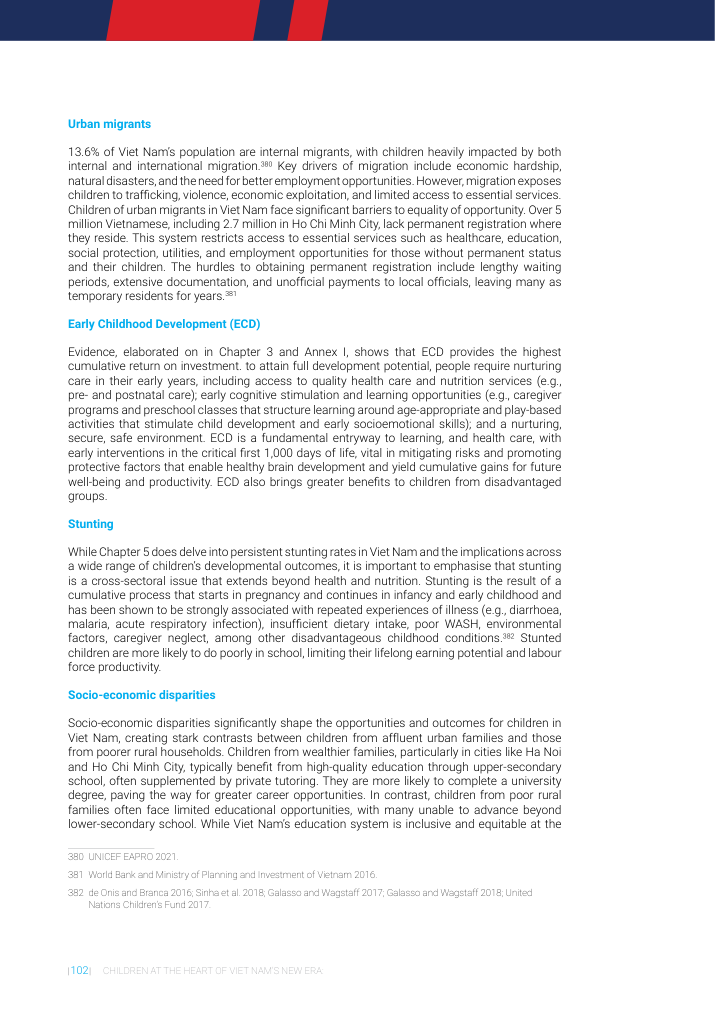 Urban migrants
13.6% of Viet Nam's population are internal migrants, with children heavily impacted by both
internal and international migration.380 Key drivers of migration include economic hardship,
natural disasters, and the need for better employment opportunities. However, migration exposes
children to trafficking, violence, economic exploitation, and limited access to essential services.
Children of urban migrants in Viet Nam face significant barriers to equality of opportunity. Over 5
million Vietnamese, including 2.7 million in Ho Chi Minh City, lack permanent registration where
they reside. This system restricts access to essential services such as healthcare, education,
social protection, utilities, and employment opportunities for those without permanent status
and their children. The hurdles to obtaining permanent registration include lengthy waiting
periods, extensive documentation, and unofficial payments to local officials, leaving many as
temporary residents for years.381
Early Childhood Development (ECD)
Evidence, elaborated on in Chapter 3 and Annex I, shows that ECD provides the highest
cumulative return on investment. to attain full development potential, people require nurturing
care in their early years, including access to quality health care and nutrition services (e.g.,
pre- and postnatal care); early cognitive stimulation and learning opportunities (e.g., caregiver
programs and preschool classes that structure learning around age-appropriate and play-based
activities that stimulate child development and early socioemotional skills); and a nurturing,
secure, safe environment. ECD is a fundamental entryway to learning, and health care, with
early interventions in the critical first 1,000 days of life, vital in mitigating risks and promoting
protective factors that enable healthy brain development and yield cumulative gains for future
well-being and productivity. ECD also brings greater benefits to children from disadvantaged
groups.
Stunting
While Chapter 5 does delve into persistent stunting rates in Viet Nam and the implications across
a wide range of children's developmental outcomes, it is important to emphasise that stunting
is a cross-sectoral issue that extends beyond health and nutrition. Stunting is the result of a
cumulative process that starts in pregnancy and continues in infancy and early childhood and
has been shown to be strongly associated with repeated experiences of illness (e.g., diarrhoea,
malaria, acute respiratory infection), insufficient dietary intake, poor WASH, environmental
factors, caregiver neglect, among other disadvantageous childhood conditions.382 Stunted
children are more likely to do poorly in school, limiting their lifelong earning potential and labour
force productivity.
Socio-economic disparities
Socio-economic disparities significantly shape the opportunities and outcomes for children in
Viet Nam, creating stark contrasts between children from affluent urban families and those
from poorer rural households. Children from wealthier families, particularly in cities like Ha Noi
and Ho Chi Minh City, typically benefit from high-quality education through upper-secondary
school, often supplemented by private tutoring. They are more likely to complete a university
degree, paving the way for greater career opportunities. In contrast, children from poor rural
families often face limited educational opportunities, with many unable to advance beyond
lower-secondary school. While Viet Nam's education system is inclusive and equitable at the
380 UNICEF EAPRO 2021.
381 World Bank and Ministry of Planning and Investment of Vietnam 2016.
382 de Onis and Branca 2016; Sinha et al. 2018; Galasso and Wagstaff 2017; Galasso and Wagstaff 2018; United
Nations Children's Fund 2017.
|102| CHILDREN AT THE HEART OF VIET NAM'S NEW ERA